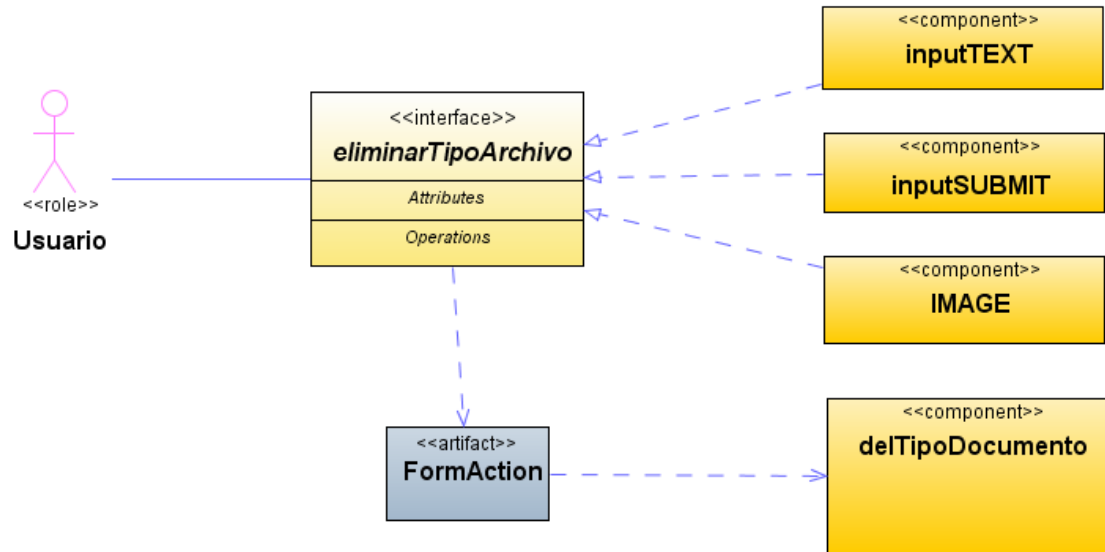 <<component>>
inputTEXT
<<interface>>
eliminarTipoArchivo
Attributes
Operations
<<role>>
Usuario
<<component>>
inputSUBMIT
<<component>>
IMAGE
<<artifact>>
FormAction
<<component>>
delTipoDocumento